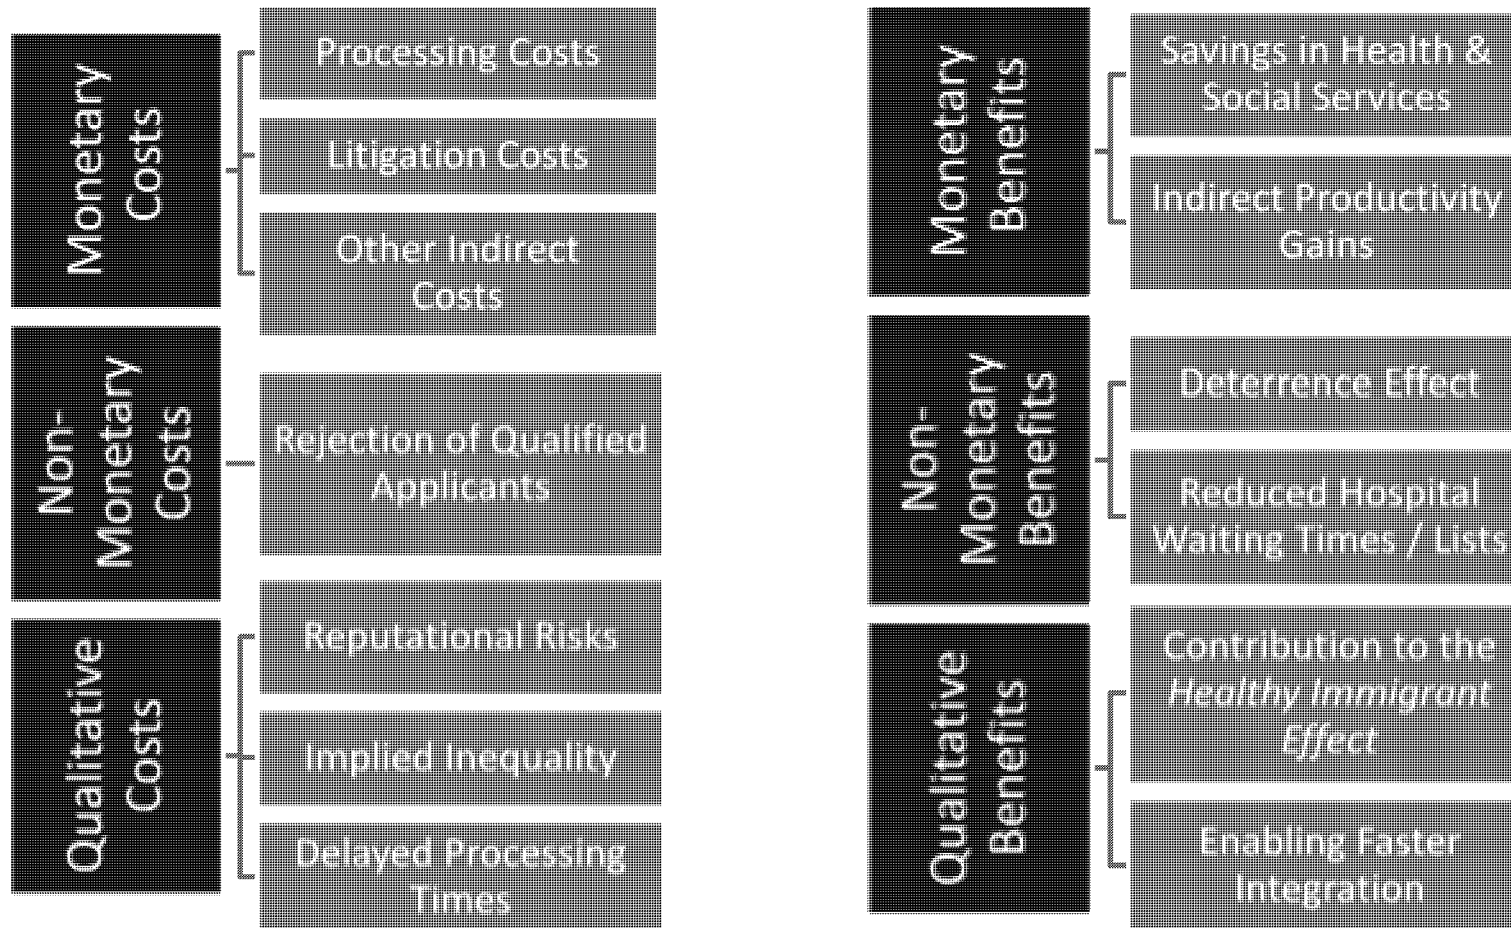 Monetary
Costs
Processing Costs
Litigation Costs
Other Indirect
Costs
Non-
Monetary
Costs
Rejection of Qualified
Applicants
Qualitative
Costs
Reputational Risks
Implied Inequality
Delayed Processing
Times
Monetary
Benefits
Savings in Health &
Social Services
Indirect Productivity
Gains
Non-
Monetary
Benefits
Deterrence Effect
Reduced Hospital
Waiting Times / Lists
Qualitative
Benefits
Contribution to the
Healthy Immigrant
Effect
Enabling Faster
Integration